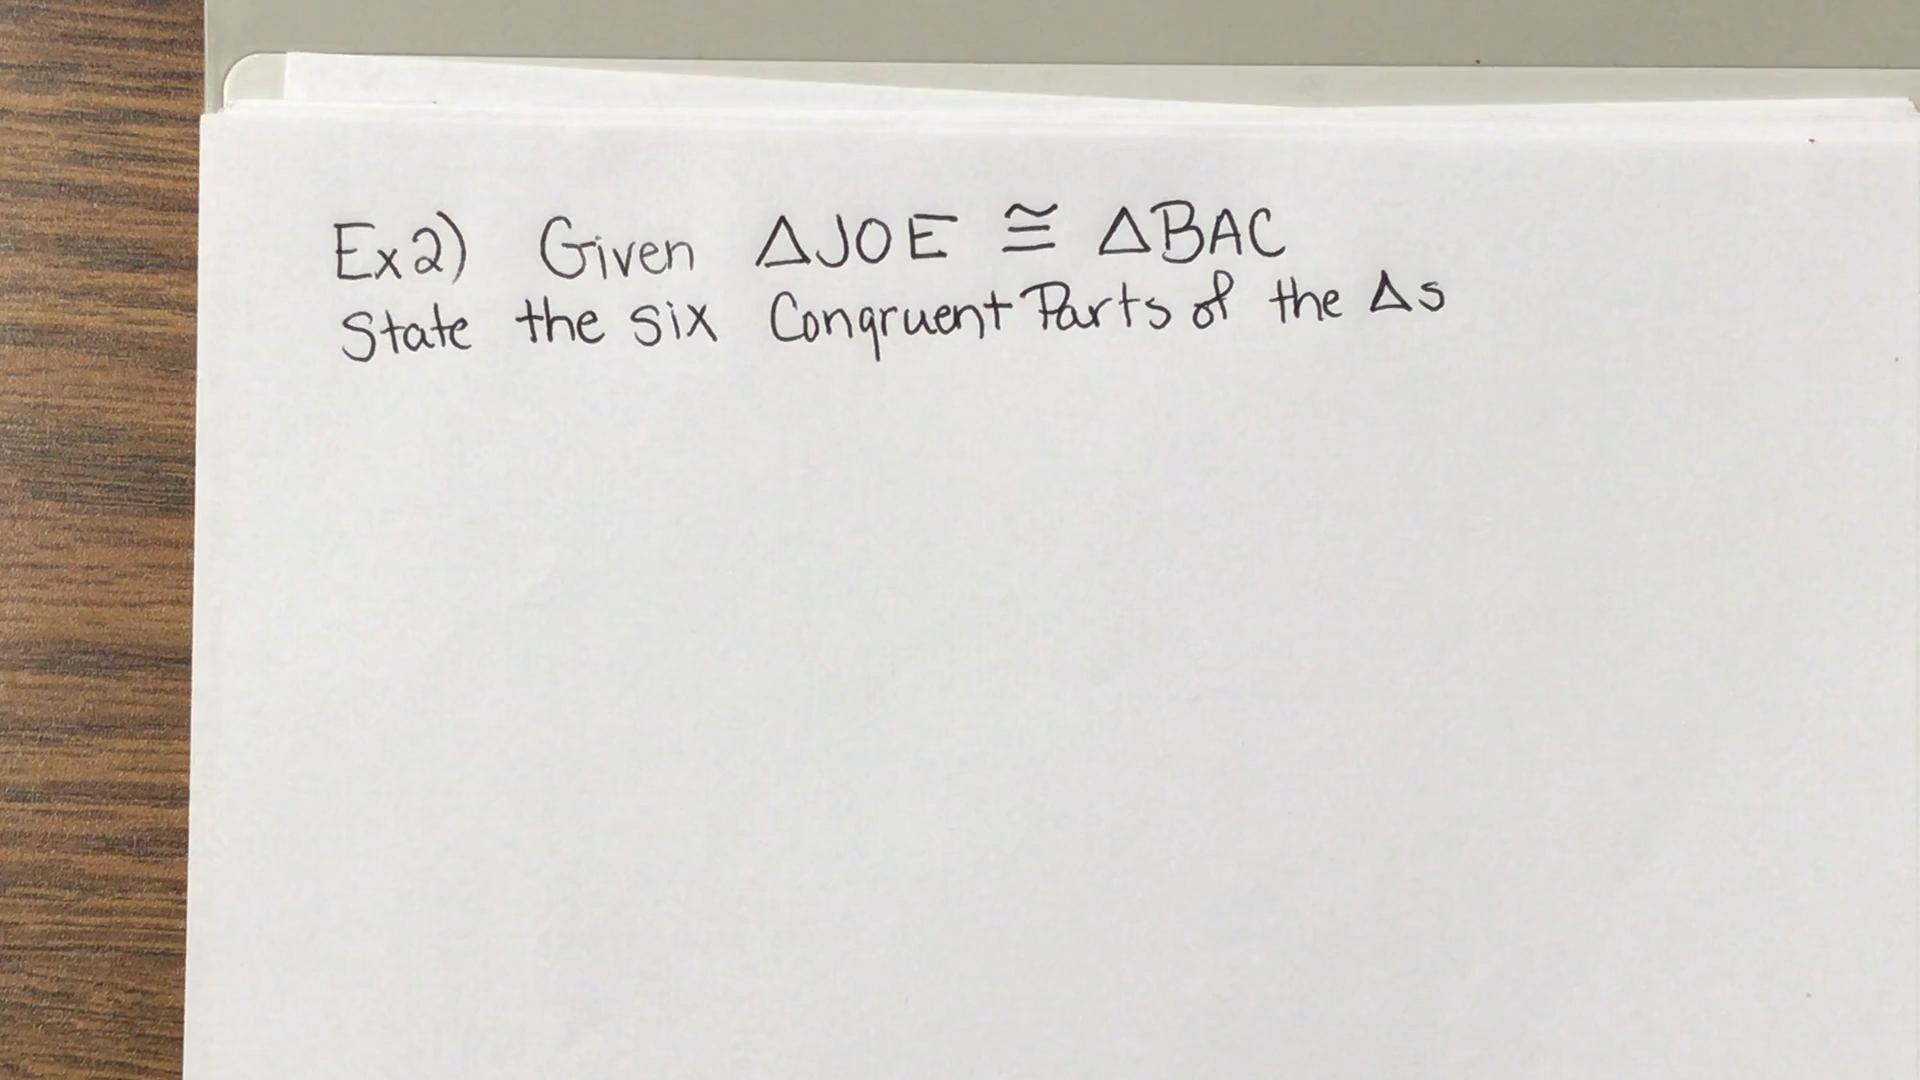 Ex2) Given △JOE ≅ △BAC
State the six Congruent Parts of the △s